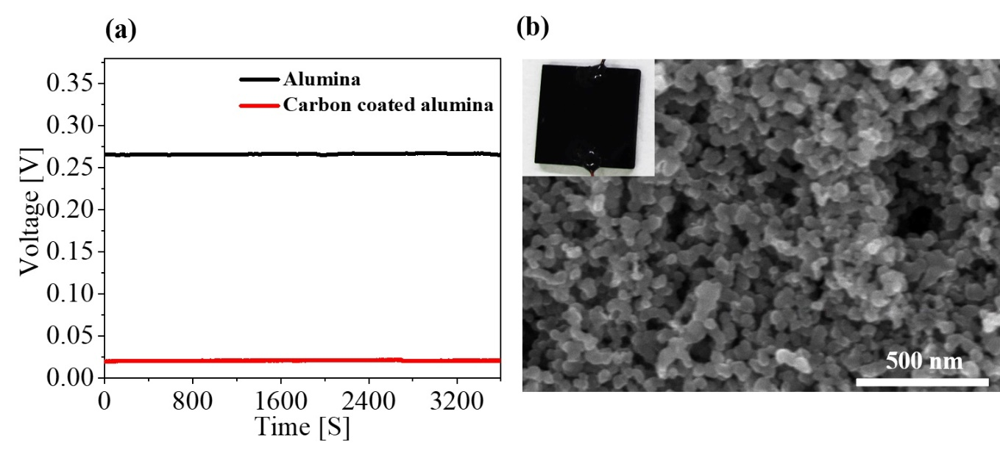 (a)
(b)
Alumina
Carbon coated alumina
0.35
0.30
0.25
0.20
0.15
0.10
0.05
0.00
Voltage [V]
0 800 1600 2400 3200
Time [S]
500 nm